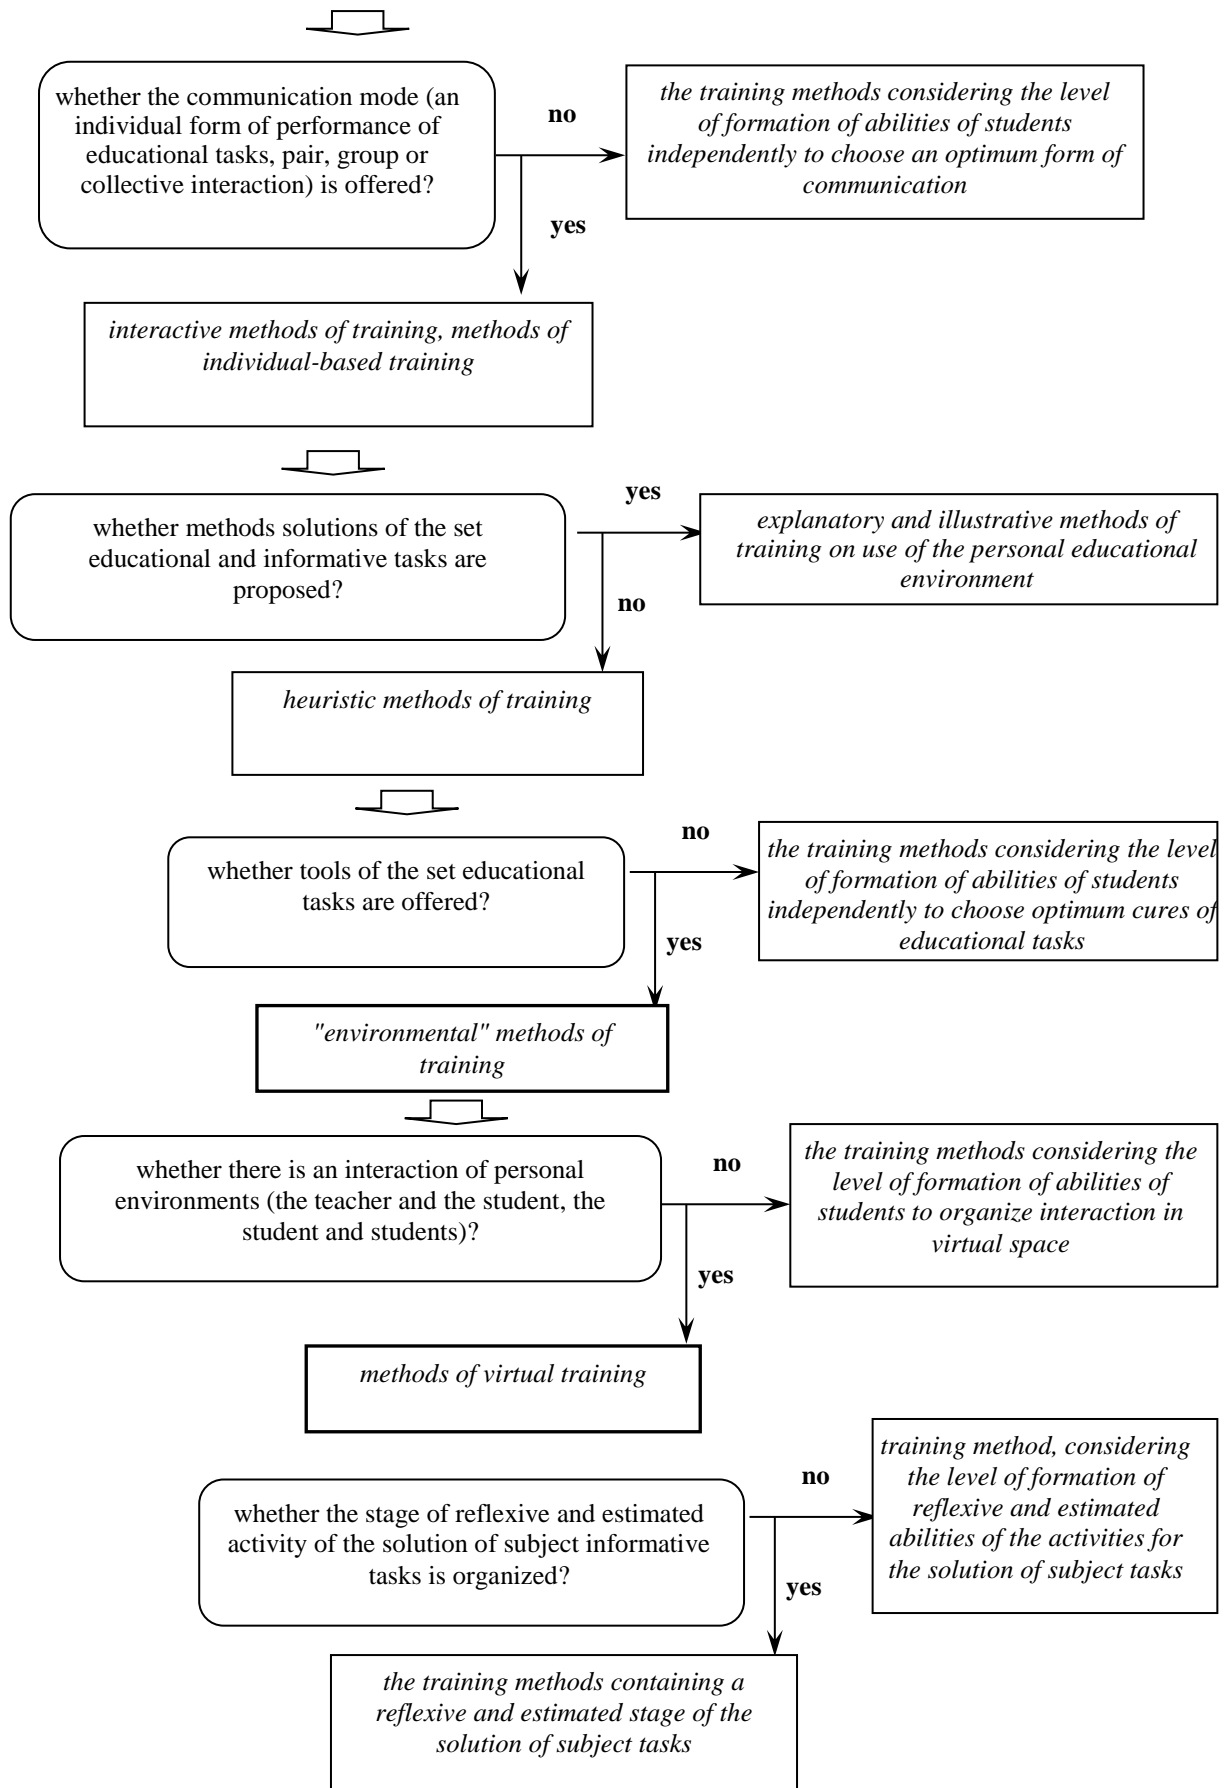 whether the communication mode (an
individual form of performance of
educational tasks, pair, group or
collective interaction) is offered?
no
the training methods considering the level
of formation of abilities of students
independently to choose an optimum form of
communication
yes
interactive methods of training, methods of
individual-based training
whether methods solutions of the set
educational and informative tasks are
proposed?
yes
explanatory and illustrative methods of
training on use of the personal educational
environment
no
heuristic methods of training
whether tools of the set educational
tasks are offered?
no
the training methods considering the level
of formation of abilities of students
independently to choose optimum cures of
educational tasks
yes
"environmental" methods of
training
whether there is an interaction of personal
environments (the teacher and the student, the
student and students)?
no
the training methods considering the
level of formation of abilities of
students to organize interaction in
virtual space
yes
methods of virtual training
whether the stage of reflexive and estimated
activity of the solution of subject informative
tasks is organized?
no
training method, considering
the level of formation of
reflexive and estimated
abilities of the activities for
the solution of subject tasks
yes
the training methods containing a
reflexive and estimated stage of the
solution of subject tasks